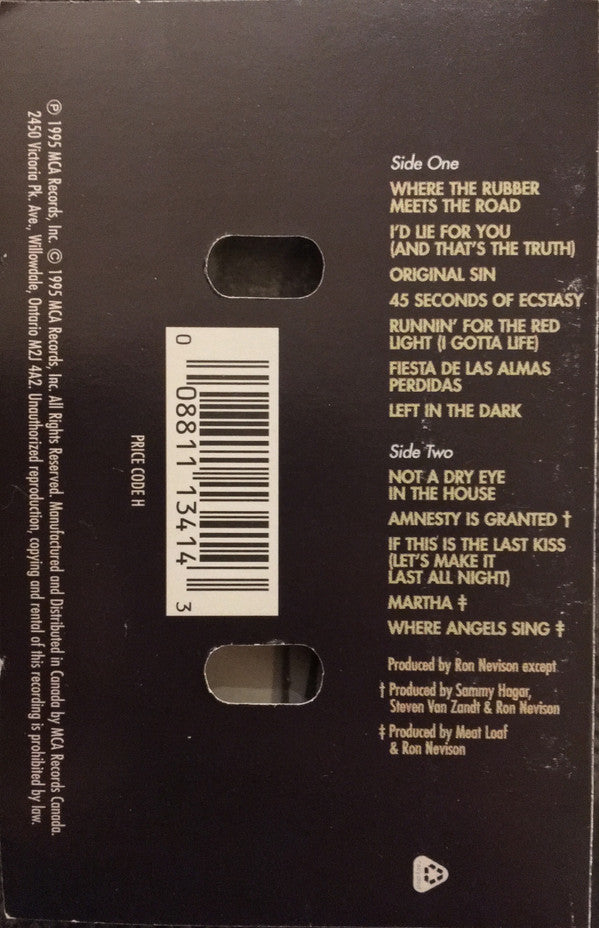 Side One
WHERE THE RUBBER
MEETS THE ROAD
I'D LIE FOR YOU
(AND THAT'S THE TRUTH)
ORIGINAL SIN
45 SECONDS OF ECSTASY
RUNNIN' FOR THE RED
LIGHT (I GOTTA LIFE)
FIESTA DE LAS ALMAS
PERDIDAS
LEFT IN THE DARK
Side Two
NOT A DRY EYE
IN THE HOUSE
AMNESTY IS GRANTED †
IF THIS IS THE LAST KISS
(LET'S MAKE IT
LAST ALL NIGHT)
MARTHA ‡
WHERE ANGELS SING ‡
Produced by Ron Nevison except
† Produced by Sammy Hagar,
Steven Van Zandt & Ron Nevison
‡ Produced by Meat Loaf
& Ron Nevison
0 08811 13414 3
PRICE CODE H
℗ 1995 MCA Records, Inc. © 1995 MCA Records, Inc. All Rights Reserved. Manufactured and Distributed in Canada by MCA Records Canada.
2450 Victoria Pk. Ave., Willowdale, Ontario M2J 4A2. Unauthorized reproduction, copying and rental of this recording is prohibited by law.